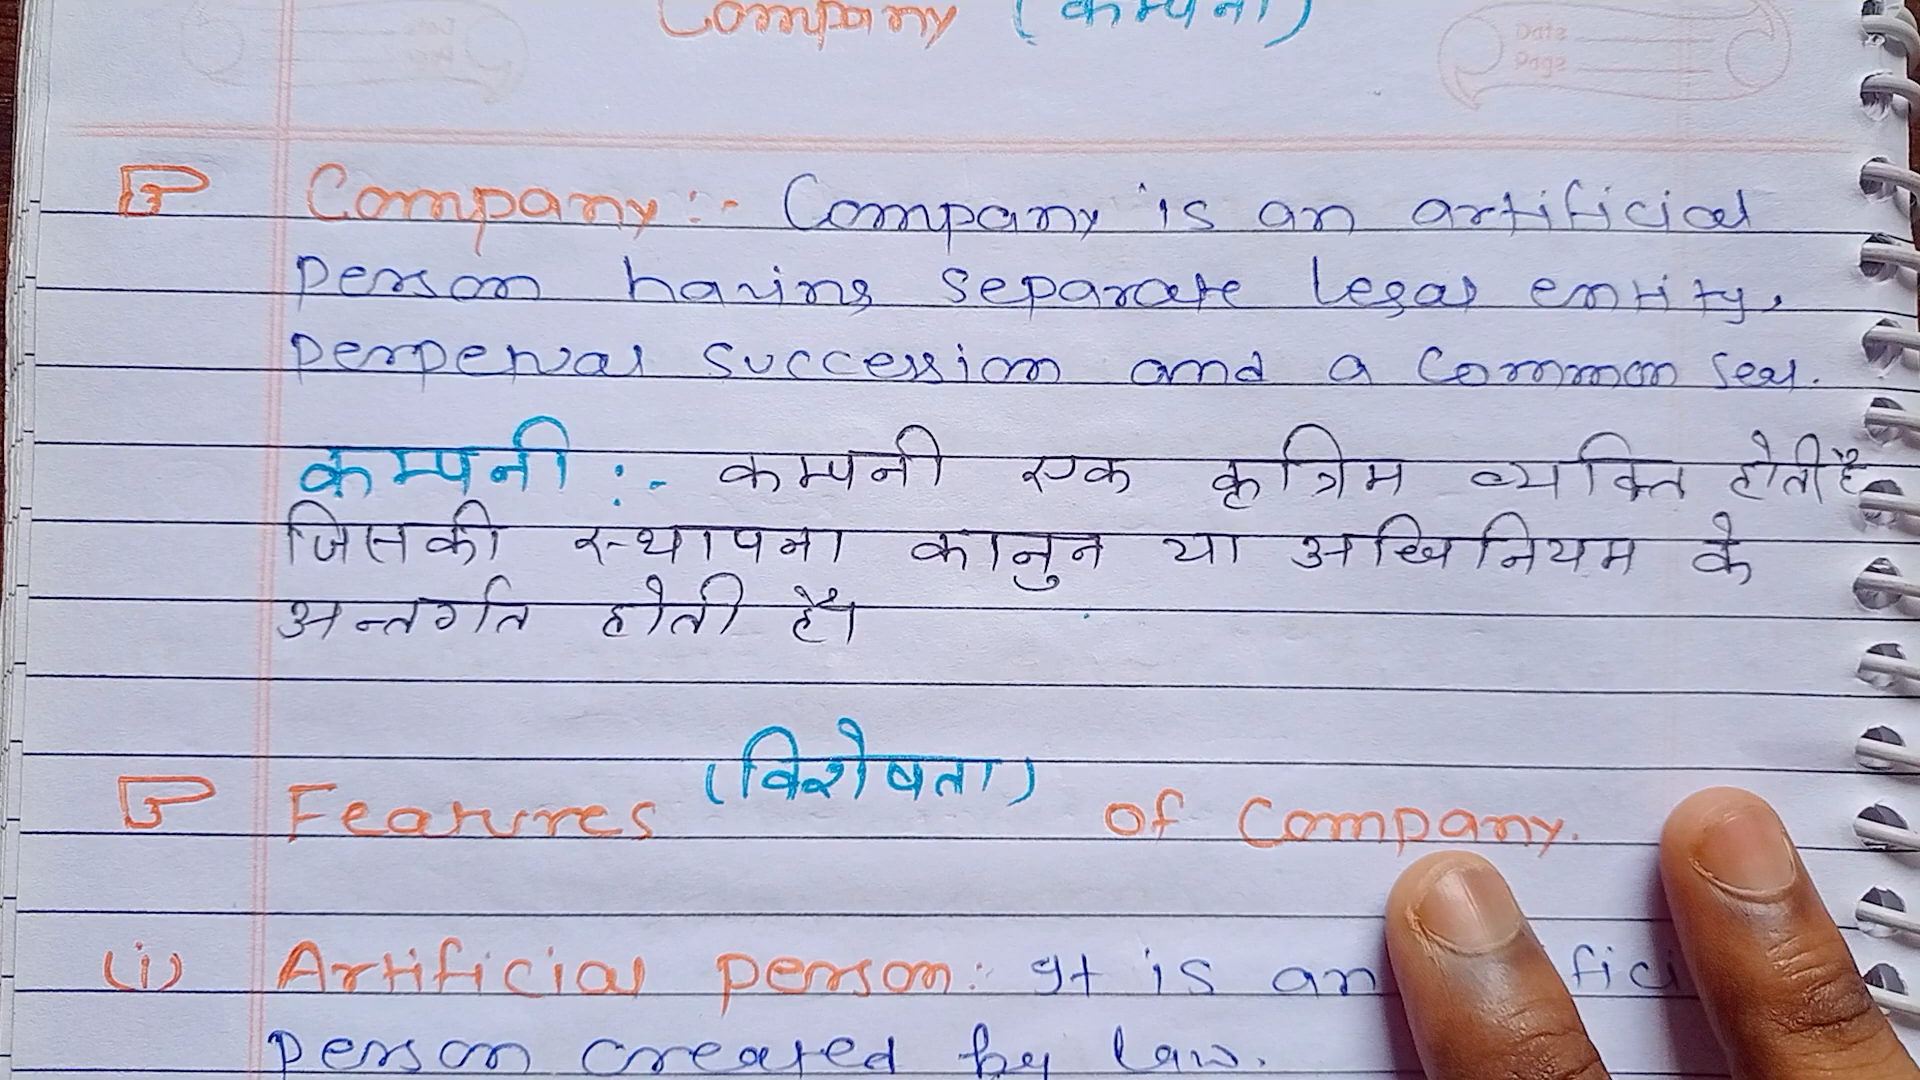 Company (कम्पनी)
Date
Page
Company:- Company is an artificial
person having separate legal entity,
perpetual succession and a common seal.
कम्पनी:- कम्पनी एक कृत्रिम व्यक्ति होती है
जिसकी स्थापना कानुन या अधिनियम के
अन्तर्गत होती है।
Features (विशेषता) of Company.
(i) Artificial person: It is an
person created by law.